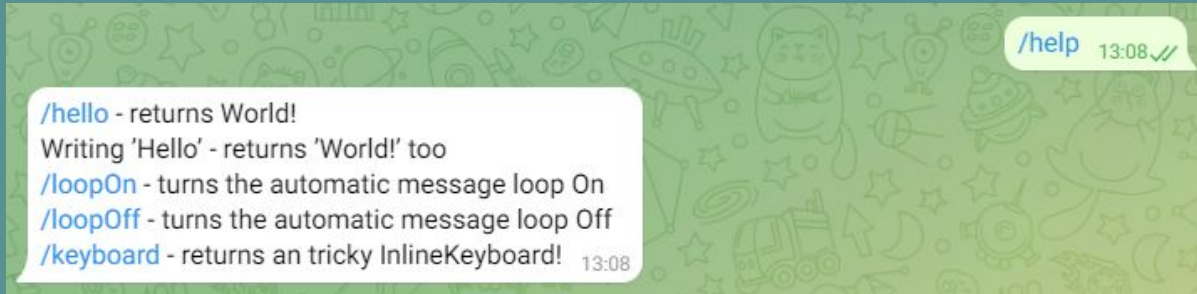 /help 13:08
/hello - returns World!
Writing 'Hello' - returns 'World!' too
/loopOn - turns the automatic message loop On
/loopOff - turns the automatic message loop Off
/keyboard - returns an tricky InlineKeyboard! 13:08